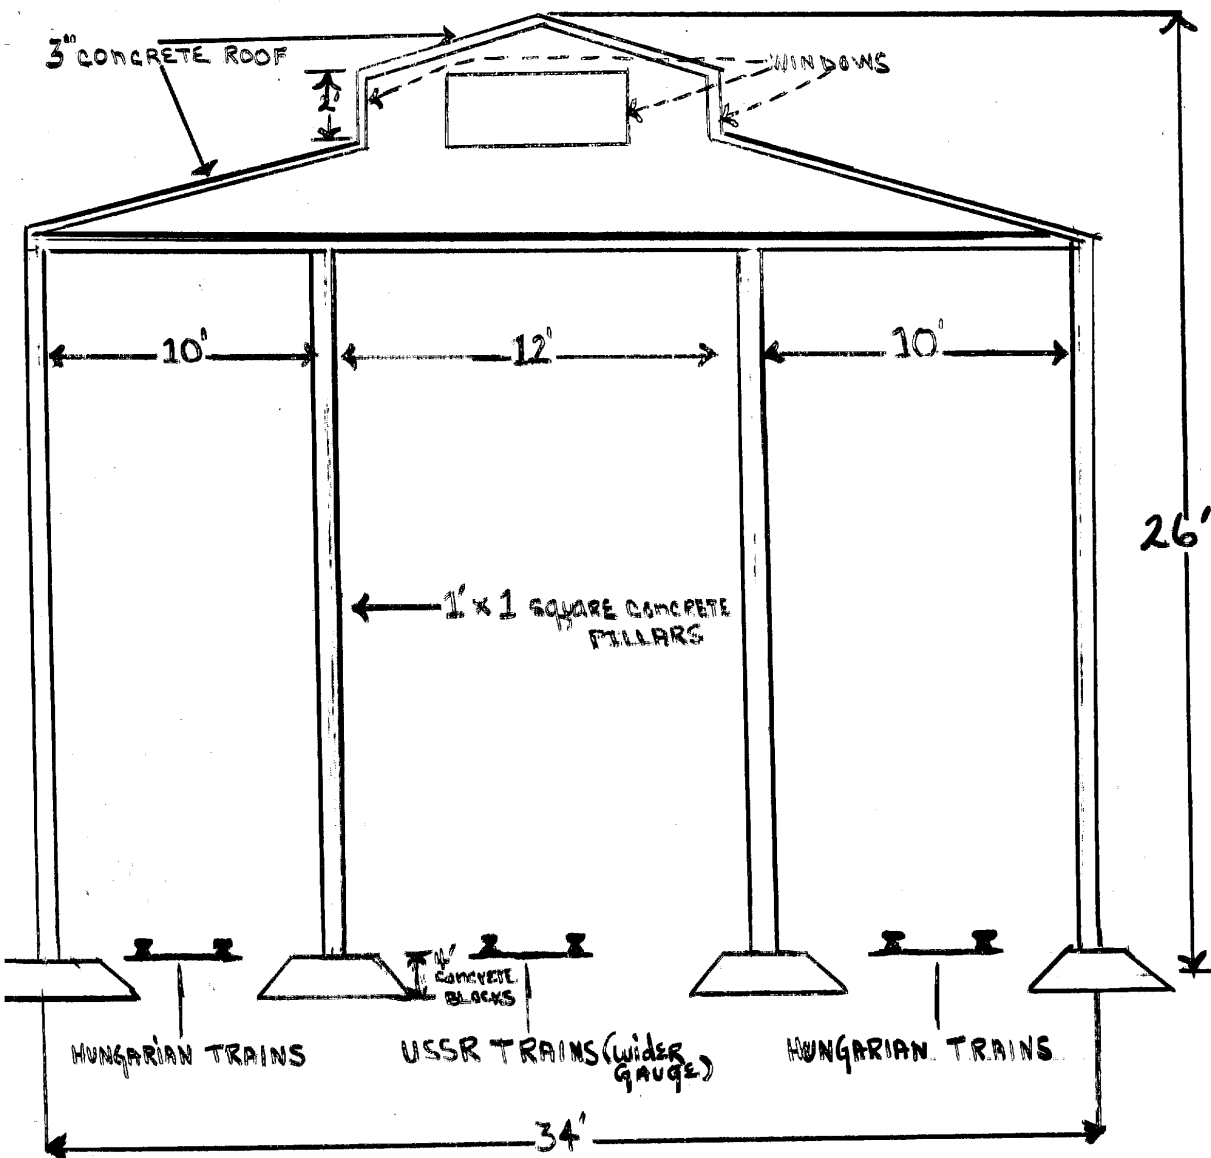 3" CONCRETE ROOF
WINDOWS
2'
10'
12'
10'
26'
1' x 1 SQUARE CONCRETE
PILLARS
4'
CONCRETE
BLOCKS
HUNGARIAN TRAINS
USSR TRAINS (WIDER
GAUGE)
HUNGARIAN TRAINS
34'